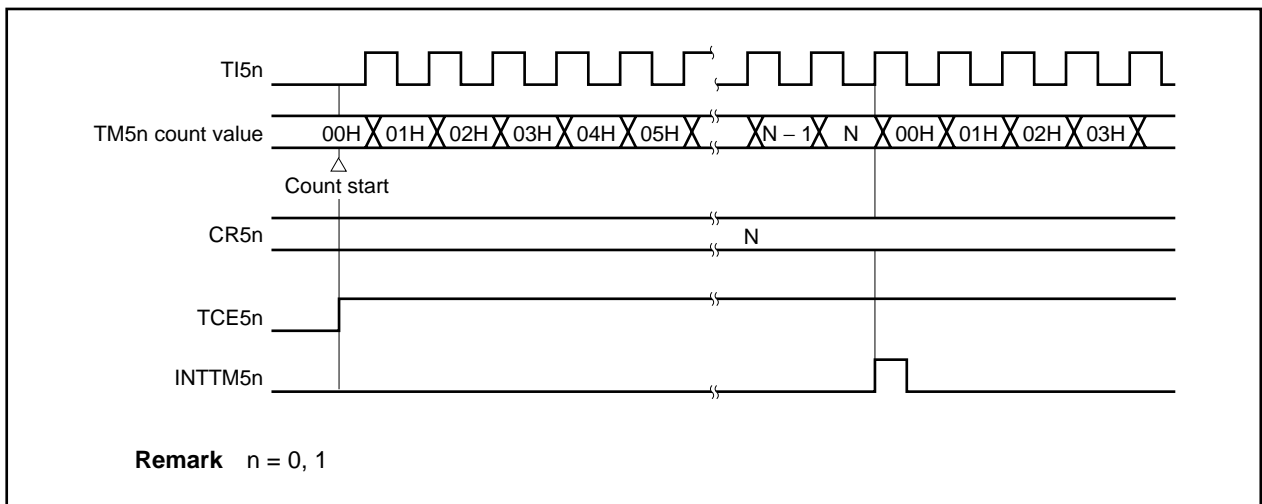 TI5n
TM5n count value 00H 01H 02H 03H 04H 05H N – 1 N 00H 01H 02H 03H
Count start
CR5n N
TCE5n
INTTM5n
Remark n = 0, 1